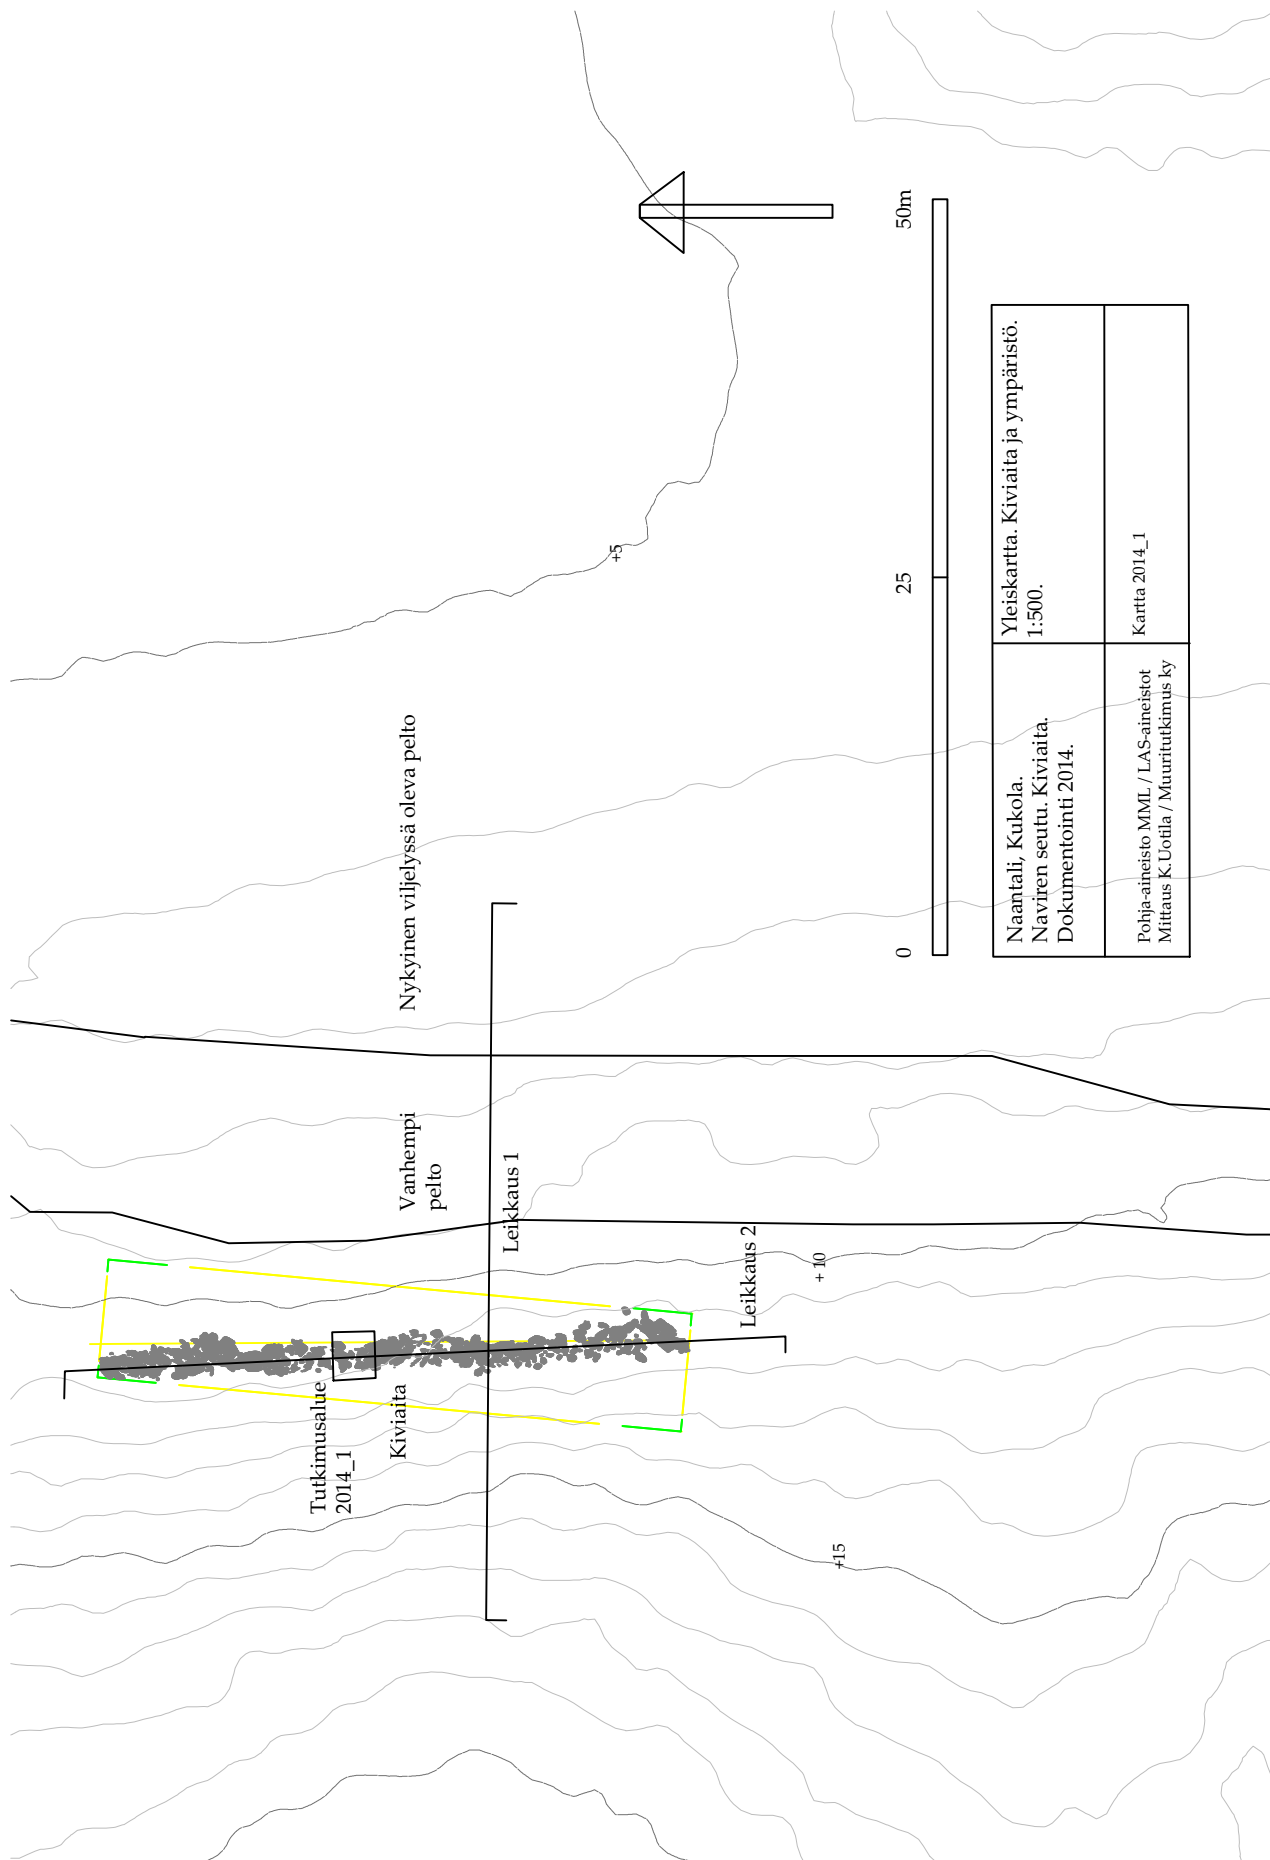 Tutkimusalue
2014_1
Kiviaita
Vanhempi
pelto
Nykyinen viljelyssä oleva pelto
Leikkaus 1
Leikkaus 2
+5
+ 10
+15
0
25
50m
Naantali, Kukola.
Naviren seutu. Kiviaita.
Dokumentointi 2014.
Yleiskartta. Kiviaita ja ympäristö.
1:500.
Pohja-aineisto MML / LAS-aineistot
Mittaus K.Uotila / Muuritutkimus ky
Kartta 2014_1